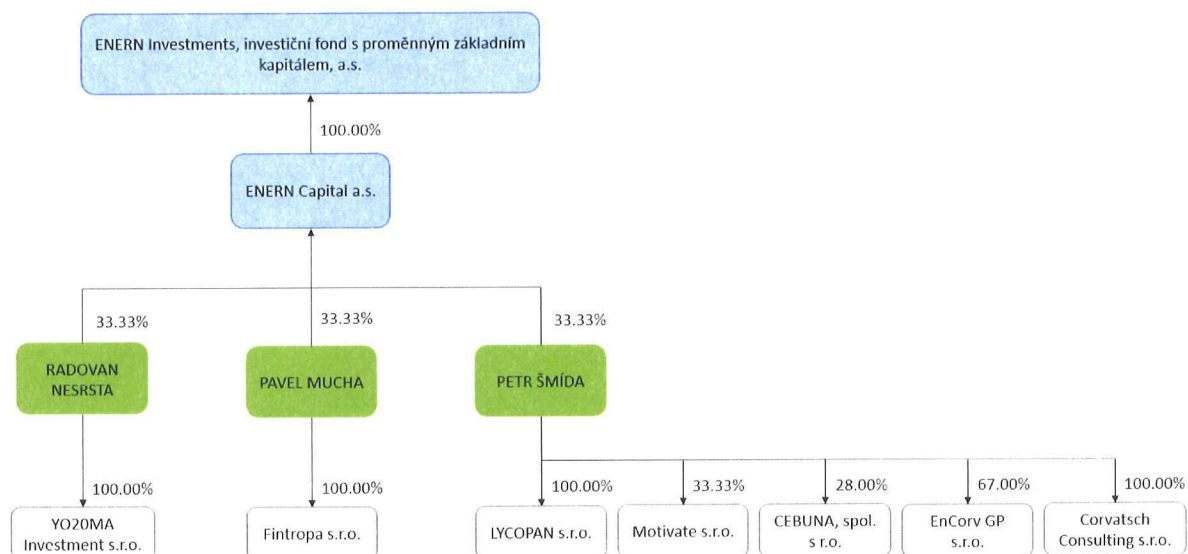 ENERN Investments, investiční fond s proměnným základním
kapitálem, a.s.
100.00%
ENERN Capital a.s.
33.33%
33.33%
33.33%
RADOVAN
NESRSTA
PAVEL MUCHA
PETR ŠMÍDA
100.00%
100.00%
100.00%
33.33%
28.00%
67.00%
100.00%
YO20MA
Investment s.r.o.
Fintropa s.r.o.
LYCOPAN s.r.o.
Motivate s.r.o.
CEBUNA, spol.
s r.o.
EnCorv GP
s.r.o.
Corvatsch
Consulting s.r.o.